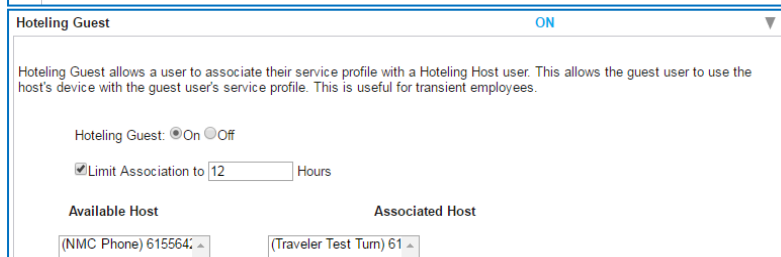 Hoteling Guest ON
Hoteling Guest allows a user to associate their service profile with a Hoteling Host user. This allows the guest user to use the
host's device with the guest user's service profile. This is useful for transient employees.
Hoteling Guest: On Off
Limit Association to 12 Hours
Available Host Associated Host
(NMC Phone) 615564 (Traveler Test Turn) 61